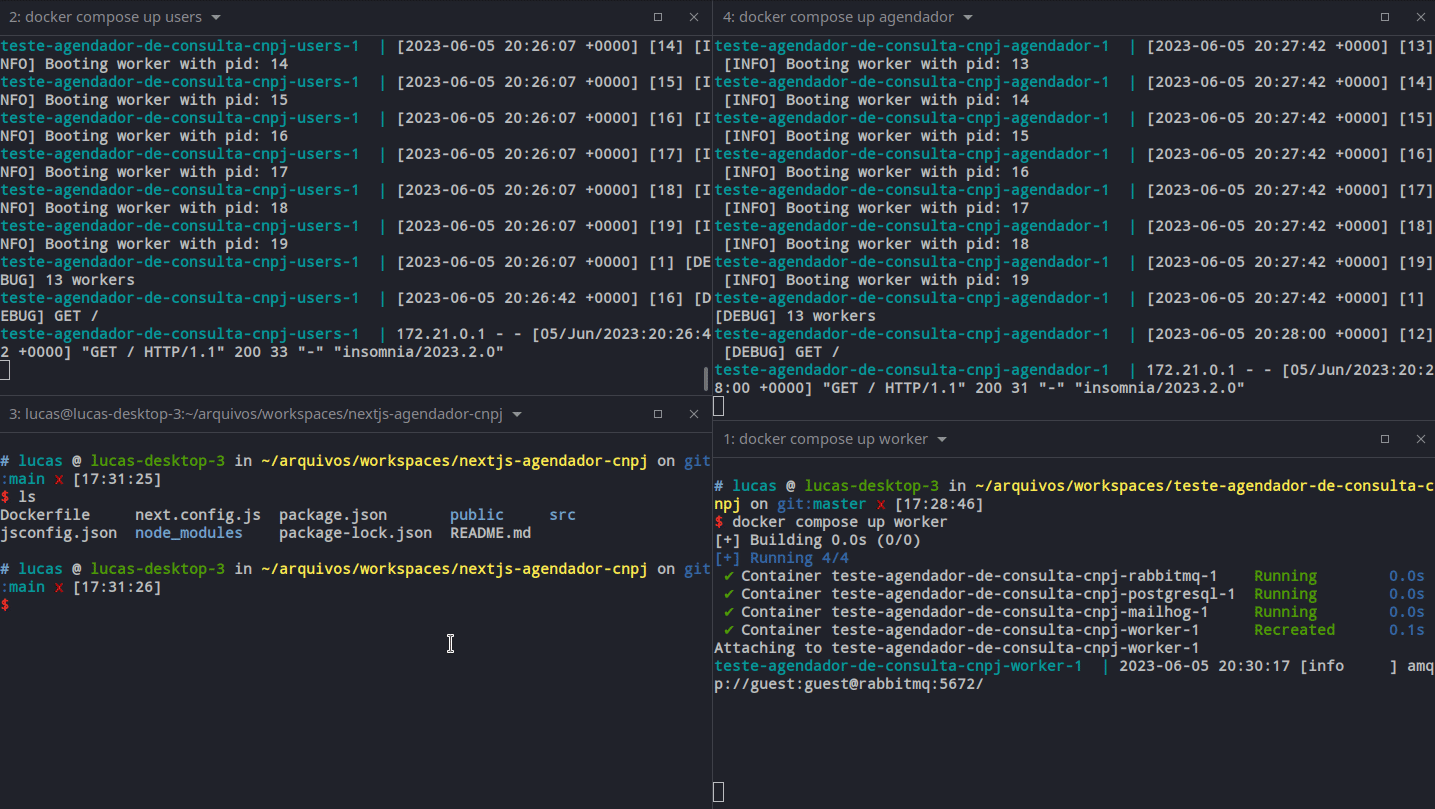 2: docker compose up users
teste-agendador-de-consulta-cnpj-users-1  | [2023-06-05 20:26:07 +0000] [14] [I
NFO] Booting worker with pid: 14
teste-agendador-de-consulta-cnpj-users-1  | [2023-06-05 20:26:07 +0000] [15] [I
NFO] Booting worker with pid: 15
teste-agendador-de-consulta-cnpj-users-1  | [2023-06-05 20:26:07 +0000] [16] [I
NFO] Booting worker with pid: 16
teste-agendador-de-consulta-cnpj-users-1  | [2023-06-05 20:26:07 +0000] [17] [I
NFO] Booting worker with pid: 17
teste-agendador-de-consulta-cnpj-users-1  | [2023-06-05 20:26:07 +0000] [18] [I
NFO] Booting worker with pid: 18
teste-agendador-de-consulta-cnpj-users-1  | [2023-06-05 20:26:07 +0000] [19] [I
NFO] Booting worker with pid: 19
teste-agendador-de-consulta-cnpj-users-1  | [2023-06-05 20:26:07 +0000] [1] [DE
BUG] 13 workers
teste-agendador-de-consulta-cnpj-users-1  | [2023-06-05 20:26:42 +0000] [16] [D
EBUG] GET /
teste-agendador-de-consulta-cnpj-users-1  | 172.21.0.1 - - [05/Jun/2023:20:26:4
2 +0000] "GET / HTTP/1.1" 200 33 "-" "insomnia/2023.2.0"
4: docker compose up agendador
teste-agendador-de-consulta-cnpj-agendador-1  | [2023-06-05 20:27:42 +0000] [13]
[INFO] Booting worker with pid: 13
teste-agendador-de-consulta-cnpj-agendador-1  | [2023-06-05 20:27:42 +0000] [14]
[INFO] Booting worker with pid: 14
teste-agendador-de-consulta-cnpj-agendador-1  | [2023-06-05 20:27:42 +0000] [15]
[INFO] Booting worker with pid: 15
teste-agendador-de-consulta-cnpj-agendador-1  | [2023-06-05 20:27:42 +0000] [16]
[INFO] Booting worker with pid: 16
teste-agendador-de-consulta-cnpj-agendador-1  | [2023-06-05 20:27:42 +0000] [17]
[INFO] Booting worker with pid: 17
teste-agendador-de-consulta-cnpj-agendador-1  | [2023-06-05 20:27:42 +0000] [18]
[INFO] Booting worker with pid: 18
teste-agendador-de-consulta-cnpj-agendador-1  | [2023-06-05 20:27:42 +0000] [19]
[INFO] Booting worker with pid: 19
teste-agendador-de-consulta-cnpj-agendador-1  | [2023-06-05 20:27:42 +0000] [1]
[DEBUG] 13 workers
teste-agendador-de-consulta-cnpj-agendador-1  | [2023-06-05 20:28:00 +0000] [12]
[DEBUG] GET /
teste-agendador-de-consulta-cnpj-agendador-1  | 172.21.0.1 - - [05/Jun/2023:20:2
8:00 +0000] "GET / HTTP/1.1" 200 31 "-" "insomnia/2023.2.0"
3: lucas@lucas-desktop-3:~/arquivos/workspaces/nextjs-agendador-cnpj
# lucas @ lucas-desktop-3 in ~/arquivos/workspaces/nextjs-agendador-cnpj on git
:main x [17:31:25]
$ ls
Dockerfile     next.config.js  package.json       public     src
jsconfig.json  node_modules    package-lock.json  README.md
# lucas @ lucas-desktop-3 in ~/arquivos/workspaces/nextjs-agendador-cnpj on git
:main x [17:31:26]
$
1: docker compose up worker
# lucas @ lucas-desktop-3 in ~/arquivos/workspaces/teste-agendador-de-consulta-c
npj on git:master x [17:28:46]
$ docker compose up worker
[+] Building 0.0s (0/0)
[+] Running 4/4
✔ Container teste-agendador-de-consulta-cnpj-rabbitmq-1    Running    0.0s
✔ Container teste-agendador-de-consulta-cnpj-postgresql-1  Running    0.0s
✔ Container teste-agendador-de-consulta-cnpj-mailhog-1     Running    0.0s
✔ Container teste-agendador-de-consulta-cnpj-worker-1      Recreated  0.1s
Attaching to teste-agendador-de-consulta-cnpj-worker-1
teste-agendador-de-consulta-cnpj-worker-1  | 2023-06-05 20:30:17 [info     ] amq
p://guest:guest@rabbitmq:5672/